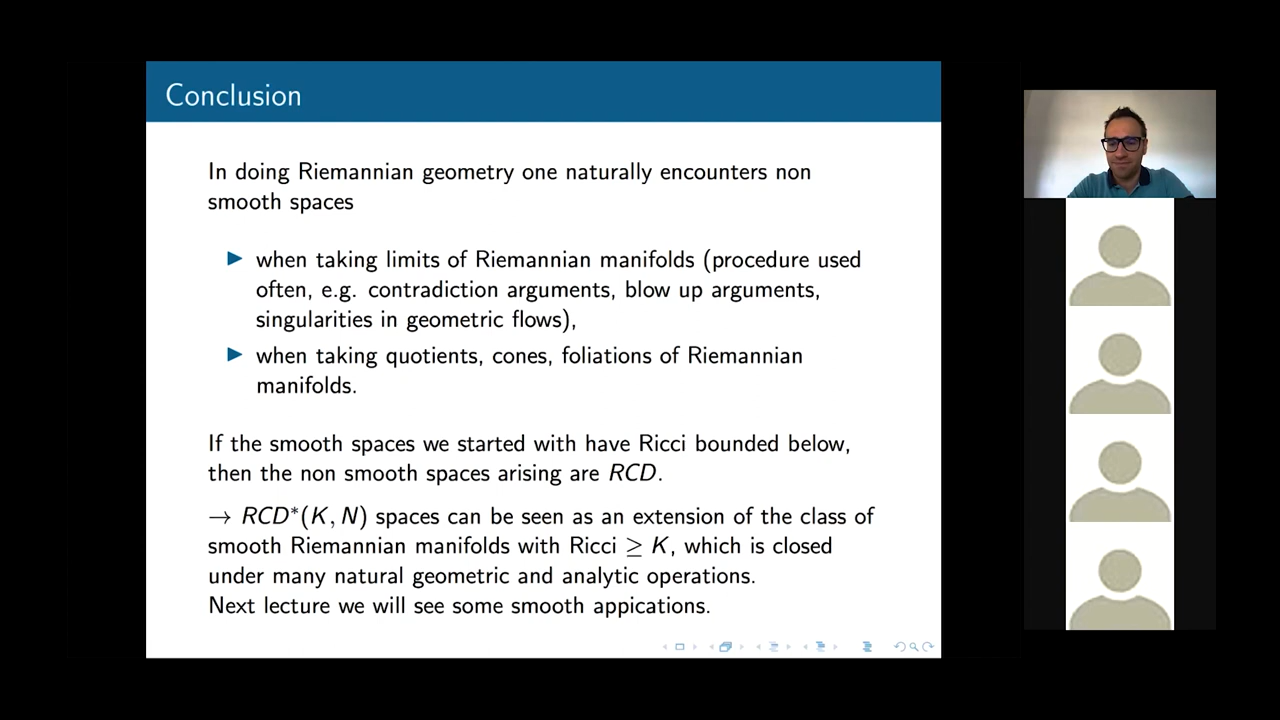 Conclusion
In doing Riemannian geometry one naturally encounters non
smooth spaces
▶ when taking limits of Riemannian manifolds (procedure used
often, e.g. contradiction arguments, blow up arguments,
singularities in geometric flows),
▶ when taking quotients, cones, foliations of Riemannian
manifolds.
If the smooth spaces we started with have Ricci bounded below,
then the non smooth spaces arising are RCD.
→ RCD*(K, N) spaces can be seen as an extension of the class of
smooth Riemannian manifolds with Ricci ≥ K, which is closed
under many natural geometric and analytic operations.
Next lecture we will see some smooth appications.